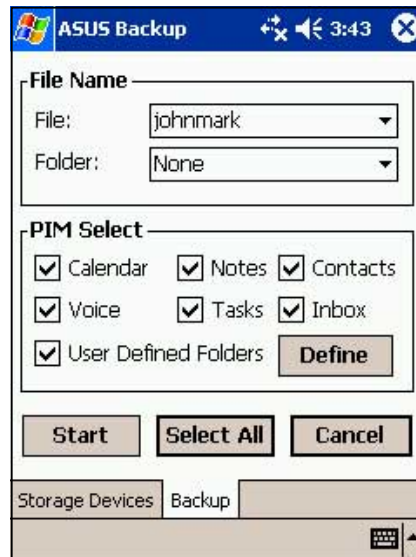 ASUS Backup 3:43
File Name
File: johnmark
Folder: None
PIM Select
Calendar Notes Contacts
Voice Tasks Inbox
User Defined Folders Define
Start Select All Cancel
Storage Devices Backup